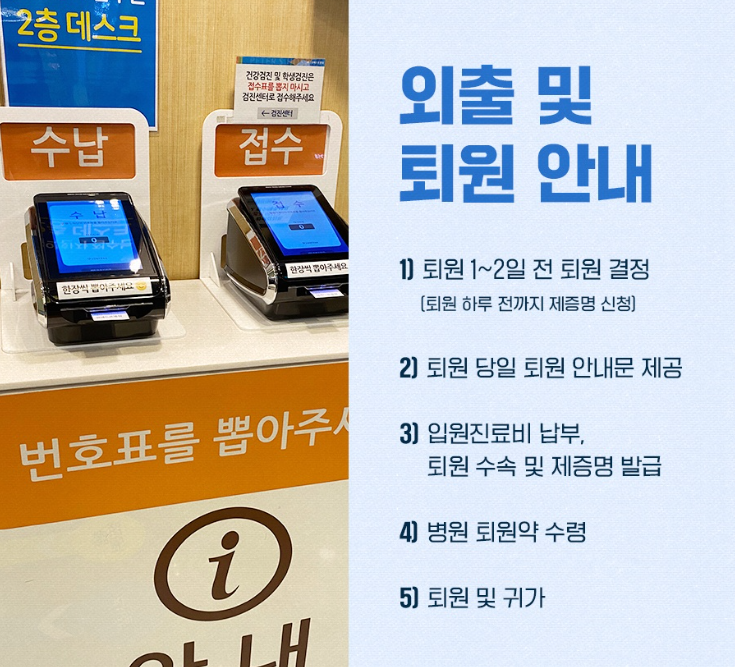 2층 데스크
건강검진 및 학생검진은
접수표를 뽑지 마시고
검진센터로 접수해주세요
← 검진센터
수납
접수
수 납
0
한장씩 뽑아주세요
접 수
0
한장씩 뽑아주세요
번호표를 뽑아주세
i
안내
외출 및
퇴원 안내
1) 퇴원 1~2일 전 퇴원 결정
(퇴원 하루 전까지 제증명 신청)
2) 퇴원 당일 퇴원 안내문 제공
3) 입원진료비 납부,
퇴원 수속 및 제증명 발급
4) 병원 퇴원약 수령
5) 퇴원 및 귀가